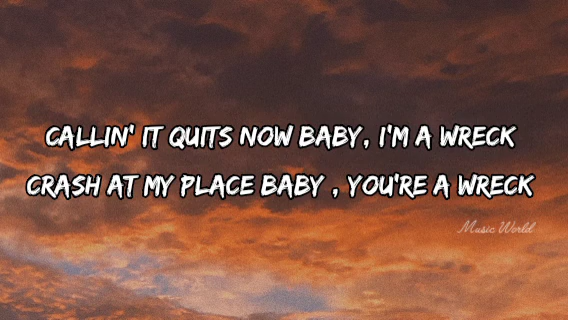 CALLIN' IT QUITS NOW BABY, I'M A WRECK
CRASH AT MY PLACE BABY , YOU'RE A WRECK
Music World